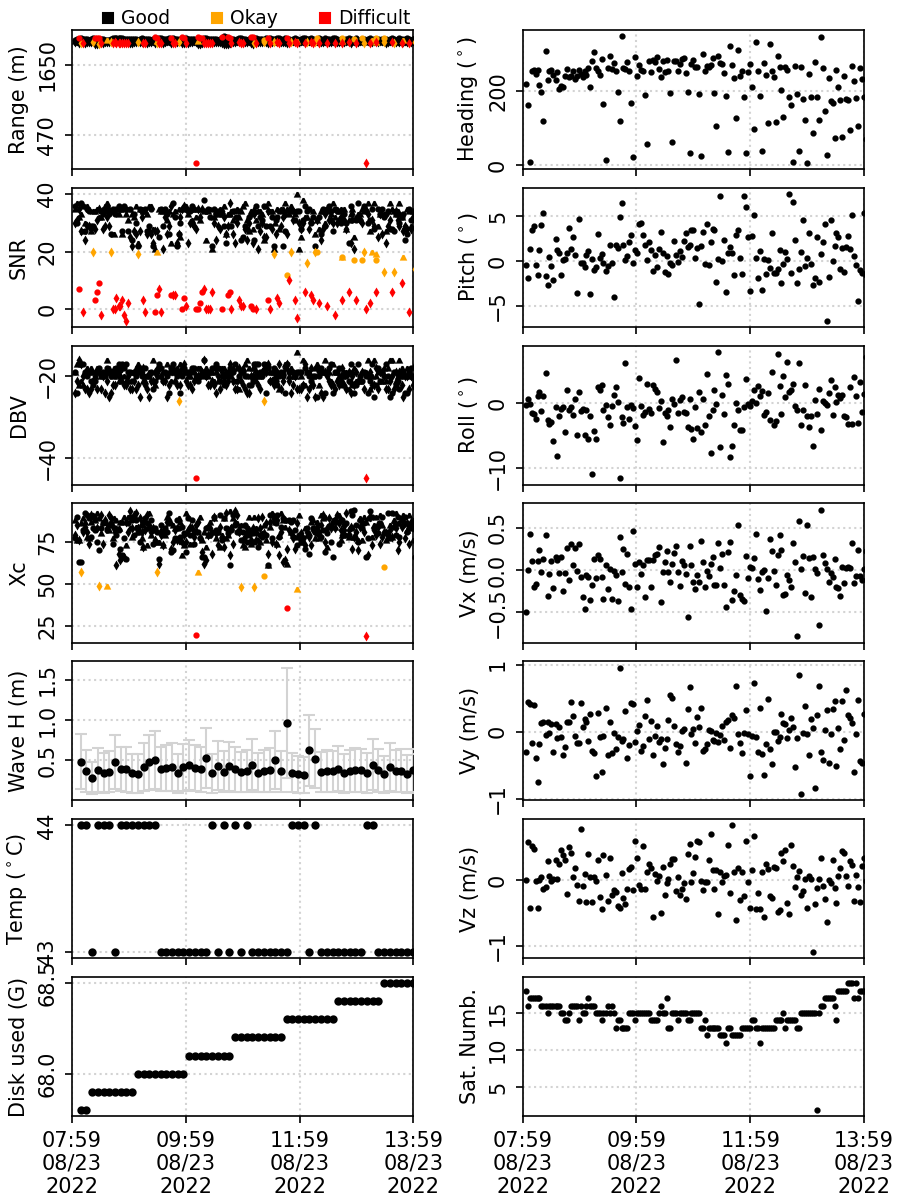 Good Okay Difficult
Range (m) 1650 470
Heading (°) 200 0
SNR 40 20 0
Pitch (°) 5 0 −5
DBV −20 −40
Roll (°) 0 −10
Xc 75 50 25
Vx (m/s) 0.5 0.0 −0.5
Wave H (m) 1.5 1.0 0.5
Vy (m/s) 1 0 −1
Temp (°C) 44 43
Vz (m/s) 0 −1
Disk used (G) 68.5 68.0
Sat. Numb. 15 10 5
07:59 09:59 11:59 13:59 07:59 09:59 11:59 13:59
08/23 08/23 08/23 08/23 08/23 08/23 08/23 08/23
2022 2022 2022 2022 2022 2022 2022 2022